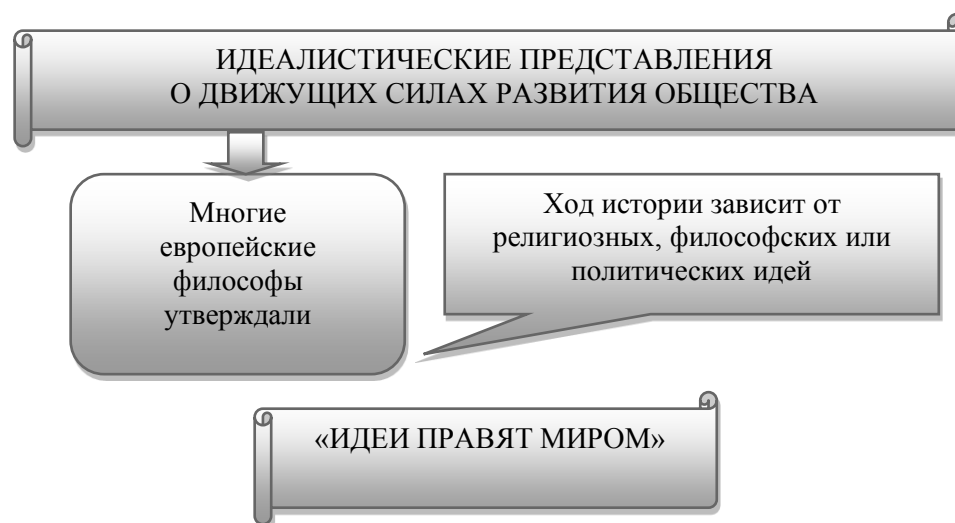 ИДЕАЛИСТИЧЕСКИЕ ПРЕДСТАВЛЕНИЯ
О ДВИЖУЩИХ СИЛАХ РАЗВИТИЯ ОБЩЕСТВА
Многие
европейские
философы
утверждали
Ход истории зависит от
религиозных, философских или
политических идей
«ИДЕИ ПРАВЯТ МИРОМ»